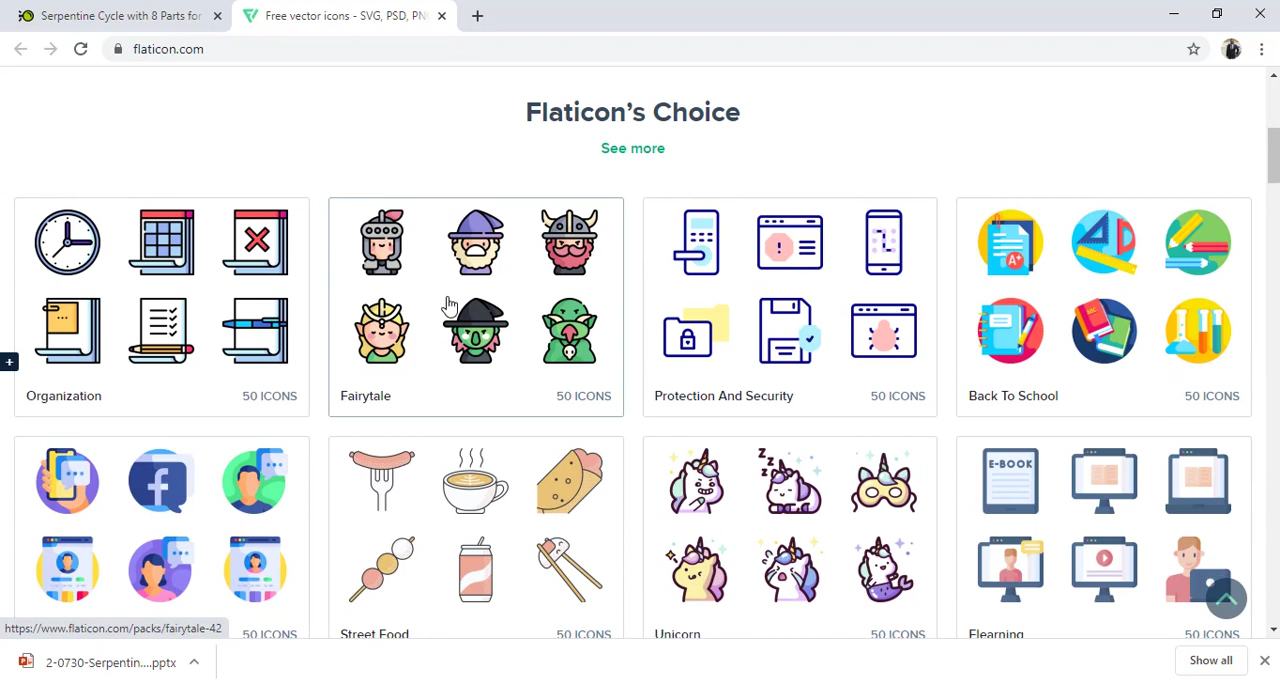 Serpentine Cycle with 8 Parts for
Free vector icons - SVG, PSD, PN
flaticon.com
Flaticon's Choice
See more
Organization 50 ICONS
Fairytale 50 ICONS
Protection And Security 50 ICONS
A+
Back To School 50 ICONS
50 ICONS
Street Food 50 ICONS
Z Z Z
Unicorn 50 ICONS
E-BOOK
Elearning 50 ICONS
https://www.flaticon.com/packs/fairytale-42
2-0730-Serpentin....pptx
Show all